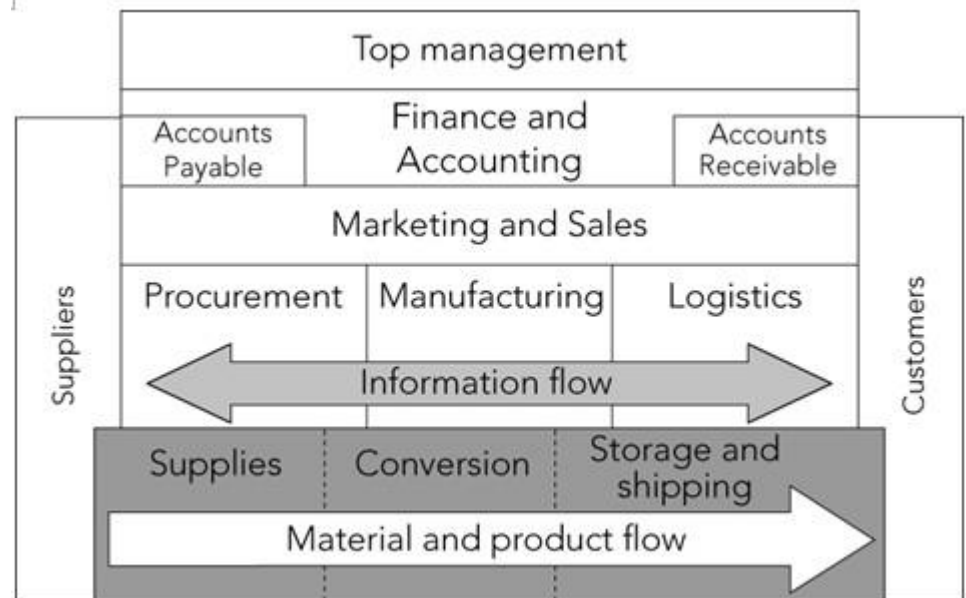 Top management
Finance and
Accounting
Accounts
Payable
Accounts
Receivable
Marketing and Sales
Procurement
Manufacturing
Logistics
Suppliers
Customers
Information flow
Supplies
Conversion
Storage and
shipping
Material and product flow